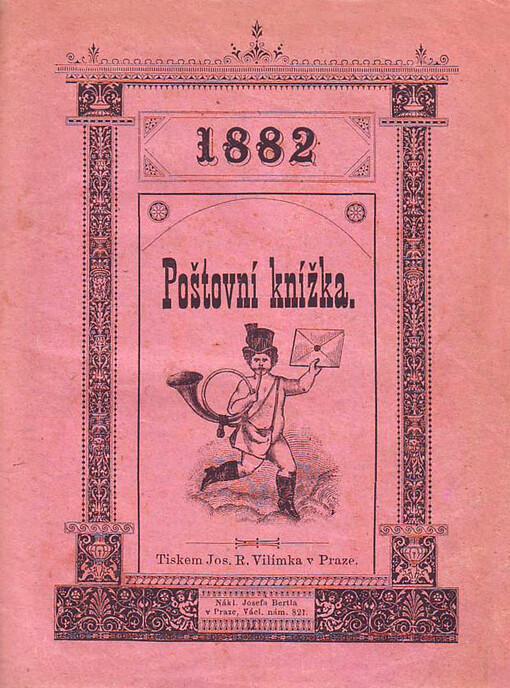 1882
Poštovní knížka.
Tiskem Jos. R. Vilímka v Praze.
Nákl. Josefa Bertla
v Praze, Václ. nám. 821.